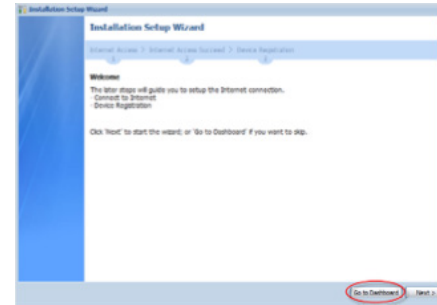 Installation Setup Wizard
Installation Setup Wizard
Internet Access > Internet Access Succeed > Device Registration
Welcome
The later steps will guide you to setup the Internet connection.
- Connect to Internet
- Device Registration
Click 'Next' to start the wizard; or 'Go to Dashboard' if you want to skip.
Go to Dashboard
Next >